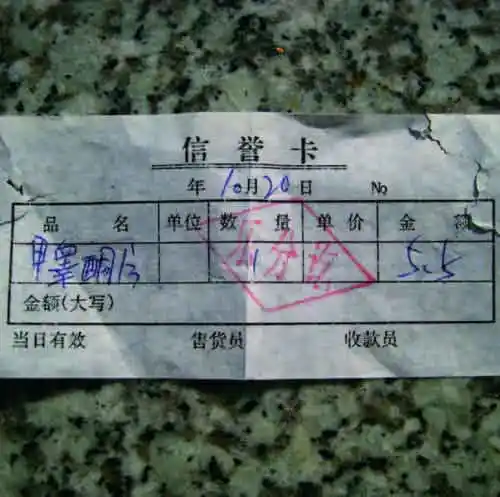 信誉卡
年10月20日 No
品名 单位 数量 单价 金额
睾酮 1 5.5
金额(大写)
当日有效 售货员 收款员